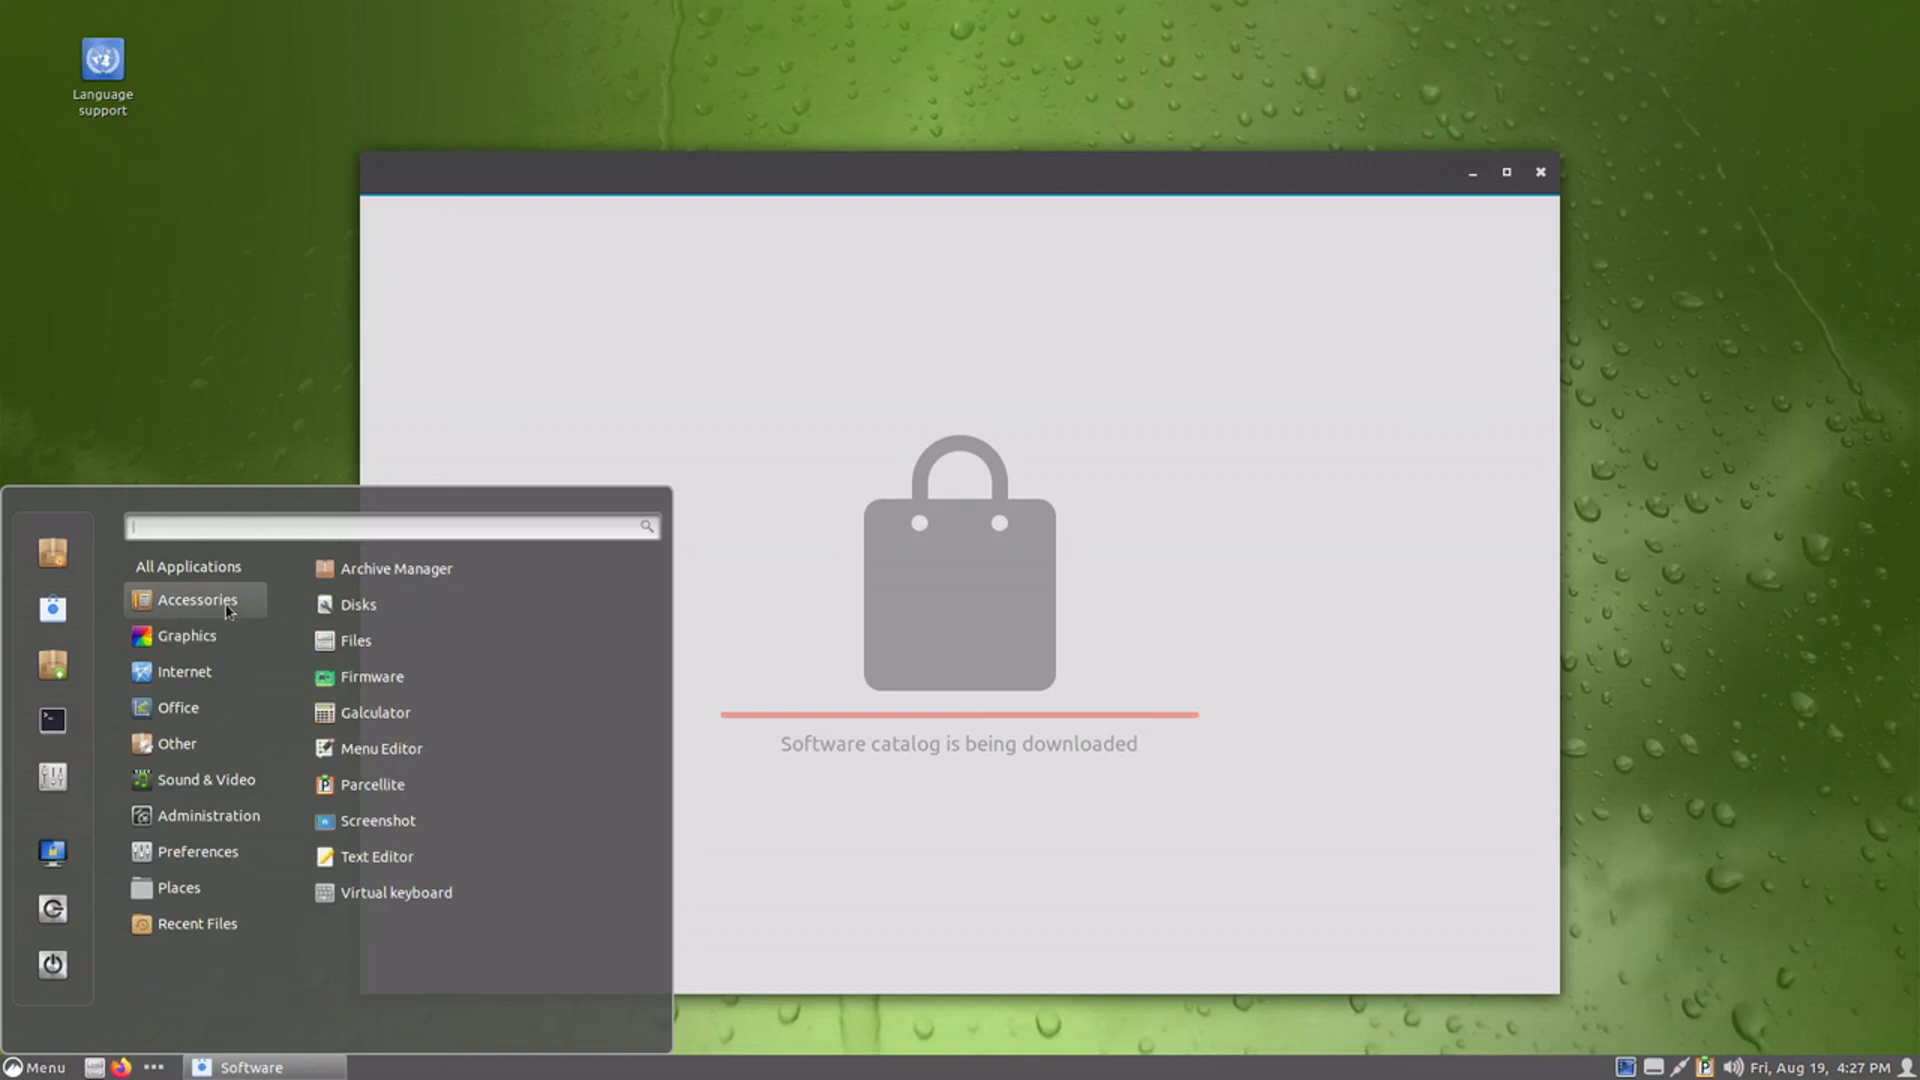 Language
support
All Applications
Accessories
Graphics
Internet
Office
Other
Sound & Video
Administration
Preferences
Places
Recent Files
Archive Manager
Disks
Files
Firmware
Galculator
Menu Editor
Parcellite
Screenshot
Text Editor
Virtual keyboard
Software catalog is being downloaded
Menu
Software
Fri, Aug 19, 4:27 PM